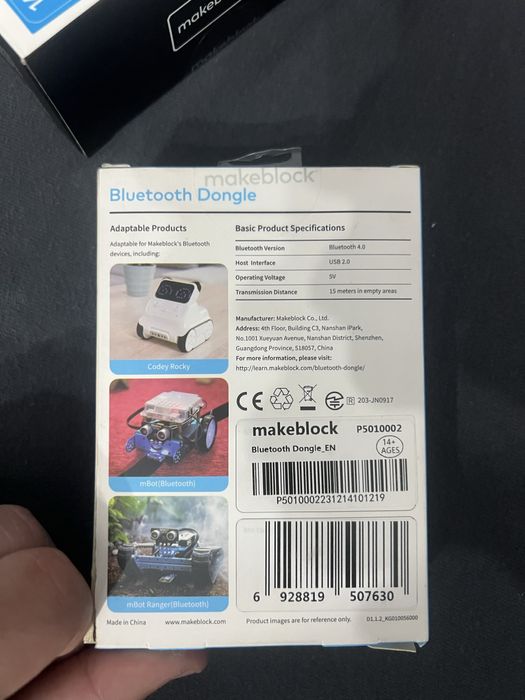 makeblock
Bluetooth Dongle
Adaptable Products
Adaptable for Makeblock's Bluetooth
devices, including:
Codey Rocky
mBot(Bluetooth)
mBot Ranger(Bluetooth)
Basic Product Specifications
Bluetooth Version Bluetooth 4.0
Host Interface USB 2.0
Operating Voltage 5V
Transmission Distance 15 meters in empty areas
Manufacturer: Makeblock Co., Ltd.
Address: 4th Floor, Building C3, Nanshan iPark,
No.1001 Xueyuan Avenue, Nanshan District, Shenzhen,
Guangdong Province, 518057, China
For more information, please visit:
http://learn.makeblock.com/bluetooth-dongle/
CE R 203-JN0917
makeblock P5010002
Bluetooth Dongle_EN 14+
AGES
P5010002231214101219
6 928819 507630
Made in China www.makeblock.com Product images are for reference only. D1.1.2_KG010056000